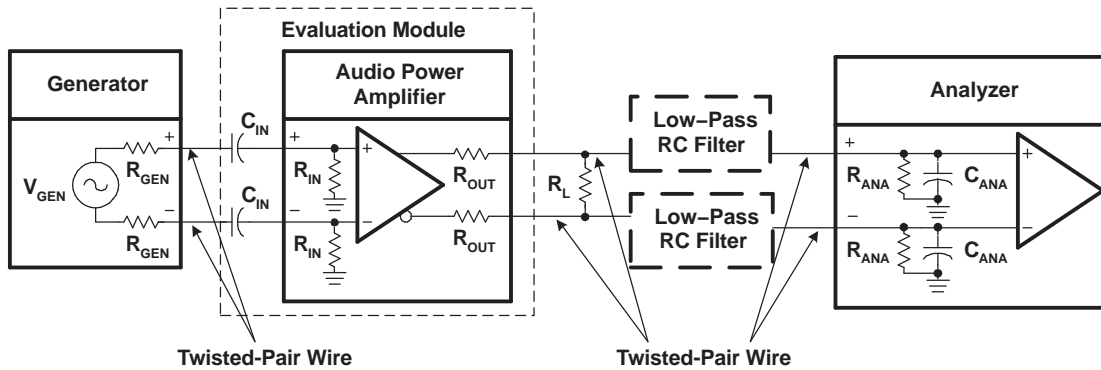 Evaluation Module
Generator
Audio Power
Amplifier
Analyzer
Low−Pass
RC Filter
Low−Pass
RC Filter
V_GEN
R_GEN
R_GEN
+
−
C_IN
C_IN
+
−
R_IN
R_IN
+
−
R_OUT
R_OUT
R_L
+
−
R_ANA
C_ANA
R_ANA
C_ANA
+
−
Twisted-Pair Wire
Twisted-Pair Wire